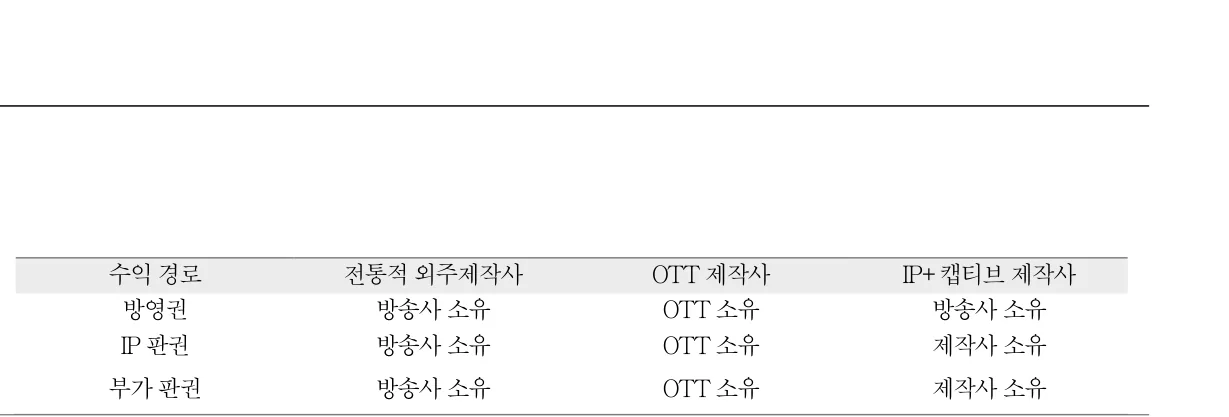 수익 경로 전통적 외주제작사 OTT 제작사 IP+ 캡티브 제작사
방영권 방송사 소유 OTT 소유 방송사 소유
IP 판권 방송사 소유 OTT 소유 제작사 소유
부가 판권 방송사 소유 OTT 소유 제작사 소유